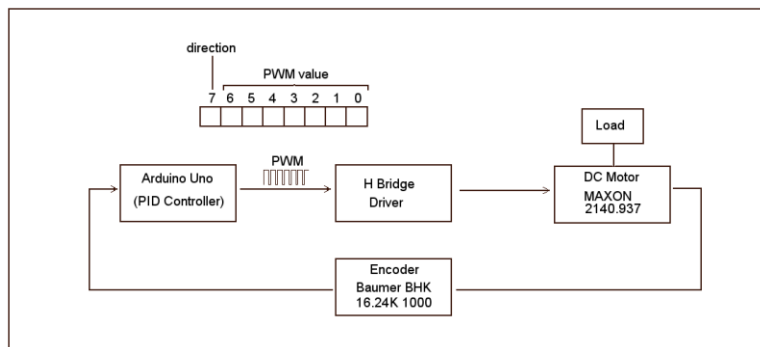 direction
PWM value
7 6 5 4 3 2 1 0
Load
PWM
Arduino Uno
(PID Controller)
H Bridge
Driver
DC Motor
MAXON
2140.937
Encoder
Baumer BHK
16.24K 1000